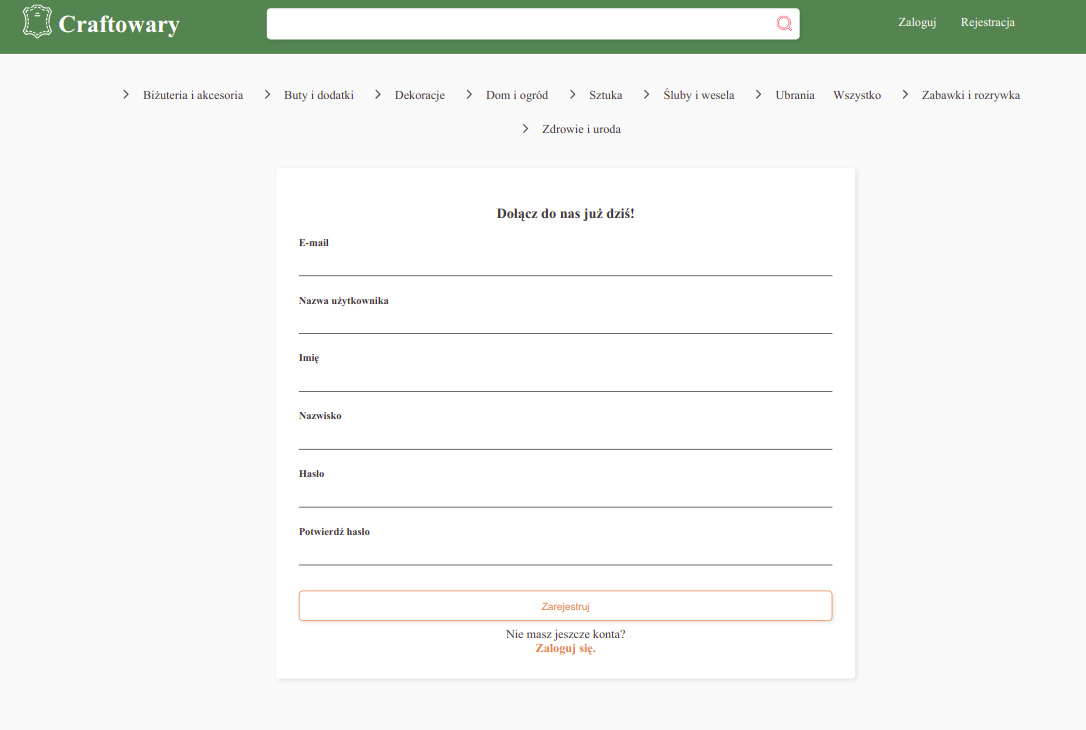 Craftowary
Zaloguj Rejestracja
Biżuteria i akcesoria Buty i dodatki Dekoracje Dom i ogród Sztuka Śluby i wesela Ubrania Wszystko Zabawki i rozrywka
Zdrowie i uroda
Dołącz do nas już dziś!
E-mail
Nazwa użytkownika
Imię
Nazwisko
Hasło
Potwierdź hasło
Zarejestruj
Nie masz jeszcze konta?
Zaloguj się.